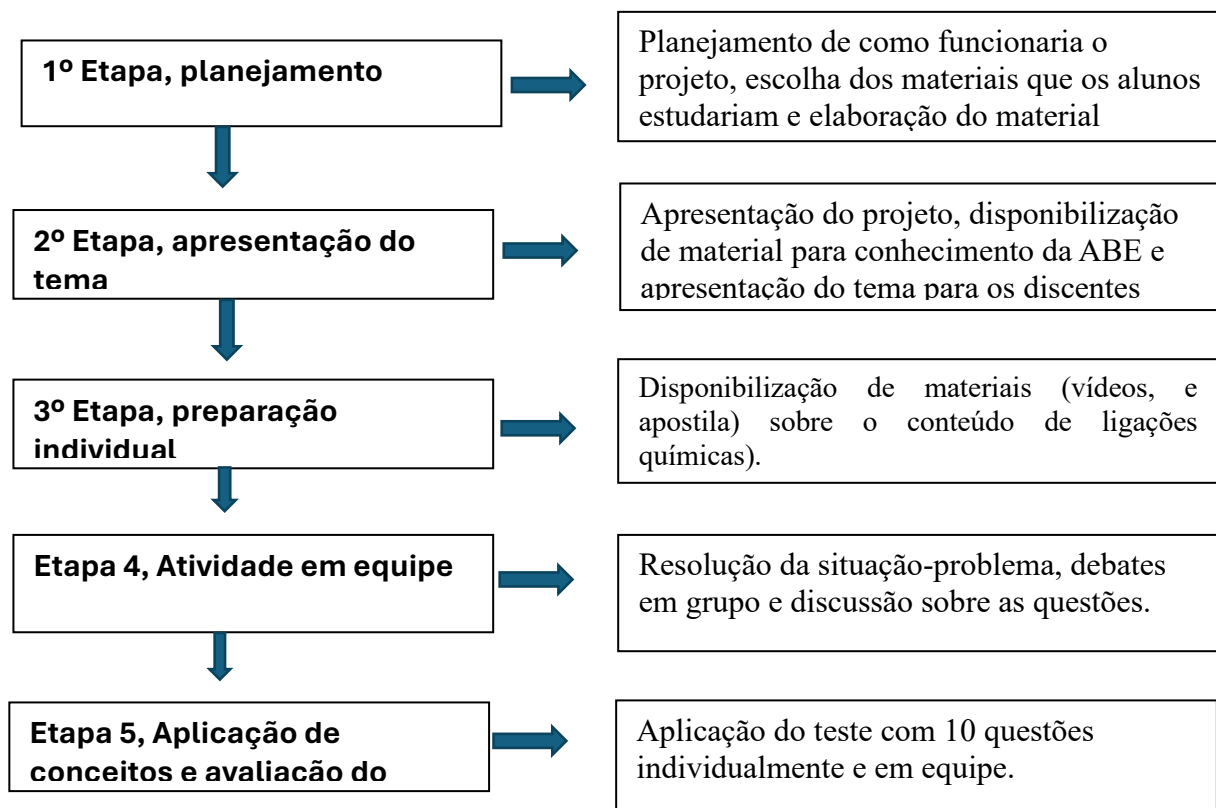 1º Etapa, planejamento
Planejamento de como funcionaria o
projeto, escolha dos materiais que os alunos
estudariam e elaboração do material
2º Etapa, apresentação do
tema
Apresentação do projeto, disponibilização
de material para conhecimento da ABE e
apresentação do tema para os discentes
3º Etapa, preparação
individual
Disponibilização de materiais (vídeos, e
apostila) sobre o conteúdo de ligações
químicas).
Etapa 4, Atividade em equipe
Resolução da situação-problema, debates
em grupo e discussão sobre as questões.
Etapa 5, Aplicação de
conceitos e avaliação do
Aplicação do teste com 10 questões
individualmente e em equipe.